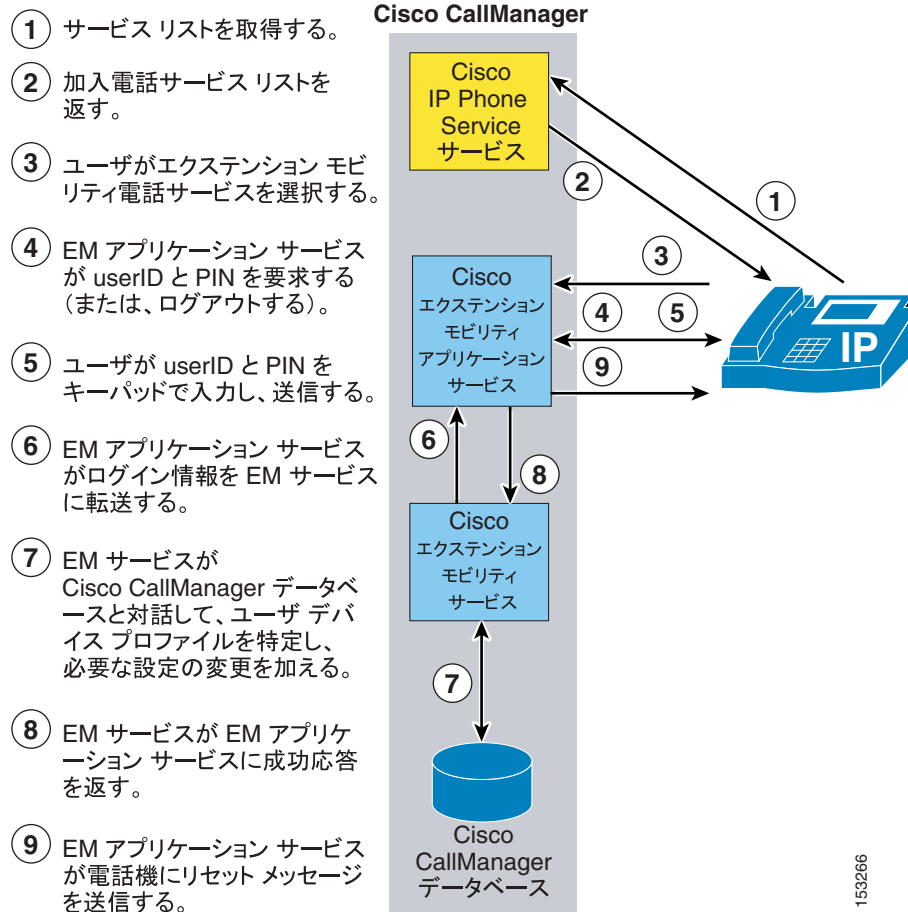 Cisco CallManager
1 サービス リストを取得する。
2 加入電話サービス リストを
返す。
3 ユーザがエクステンション モビ
リティ電話サービスを選択する。
4 EM アプリケーション サービス
が userID と PIN を要求する
（または、ログアウトする）。
5 ユーザが userID と PIN を
キーパッドで入力し、送信する。
6 EM アプリケーション サービス
がログイン情報を EM サービス
に転送する。
7 EM サービスが
Cisco CallManager データベ
ースと対話して、ユーザ デバ
イス プロファイルを特定し、
必要な設定の変更を加える。
8 EM サービスが EM アプリケ
ーション サービスに成功応答
を返す。
9 EM アプリケーション サービス
が電話機にリセット メッセージ
を送信する。
Cisco
IP Phone
Service
サービス
2
1
3
Cisco
エクステンション
モビリティ
アプリケーション
サービス
4
5
9
IP
6
8
Cisco
エクステンション
モビリティ
サービス
7
Cisco
CallManager
データベース
153266